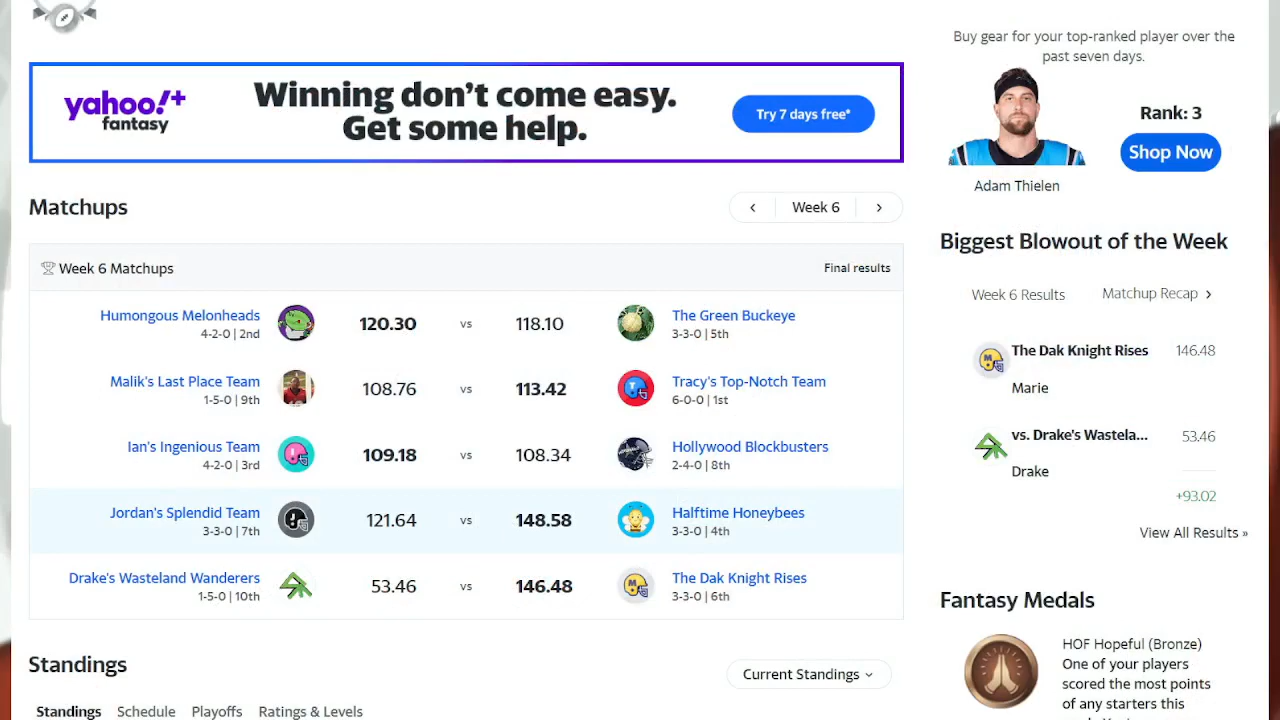 yahoo!+
fantasy
Winning don't come easy.
Get some help.
Try 7 days free*
Matchups
Week 6
Week 6 Matchups
Final results
Humongous Melonheads
4-2-0 | 2nd
120.30
vs
118.10
The Green Buckeye
3-3-0 | 5th
Malik's Last Place Team
1-5-0 | 9th
108.76
vs
113.42
Tracy's Top-Notch Team
6-0-0 | 1st
Ian's Ingenious Team
4-2-0 | 3rd
109.18
vs
108.34
Hollywood Blockbusters
2-4-0 | 8th
Jordan's Splendid Team
3-3-0 | 7th
121.64
vs
148.58
Halftime Honeybees
3-3-0 | 4th
Drake's Wasteland Wanderers
1-5-0 | 10th
53.46
vs
146.48
The Dak Knight Rises
3-3-0 | 6th
Standings
Current Standings
Standings Schedule Playoffs Ratings & Levels
Buy gear for your top-ranked player over the
past seven days.
Rank: 3
Shop Now
Adam Thielen
Biggest Blowout of the Week
Week 6 Results
Matchup Recap
The Dak Knight Rises
146.48
Marie
vs. Drake's Wastela...
53.46
Drake
+93.02
View All Results »
Fantasy Medals
HOF Hopeful (Bronze)
One of your players
scored the most points
of any starters this